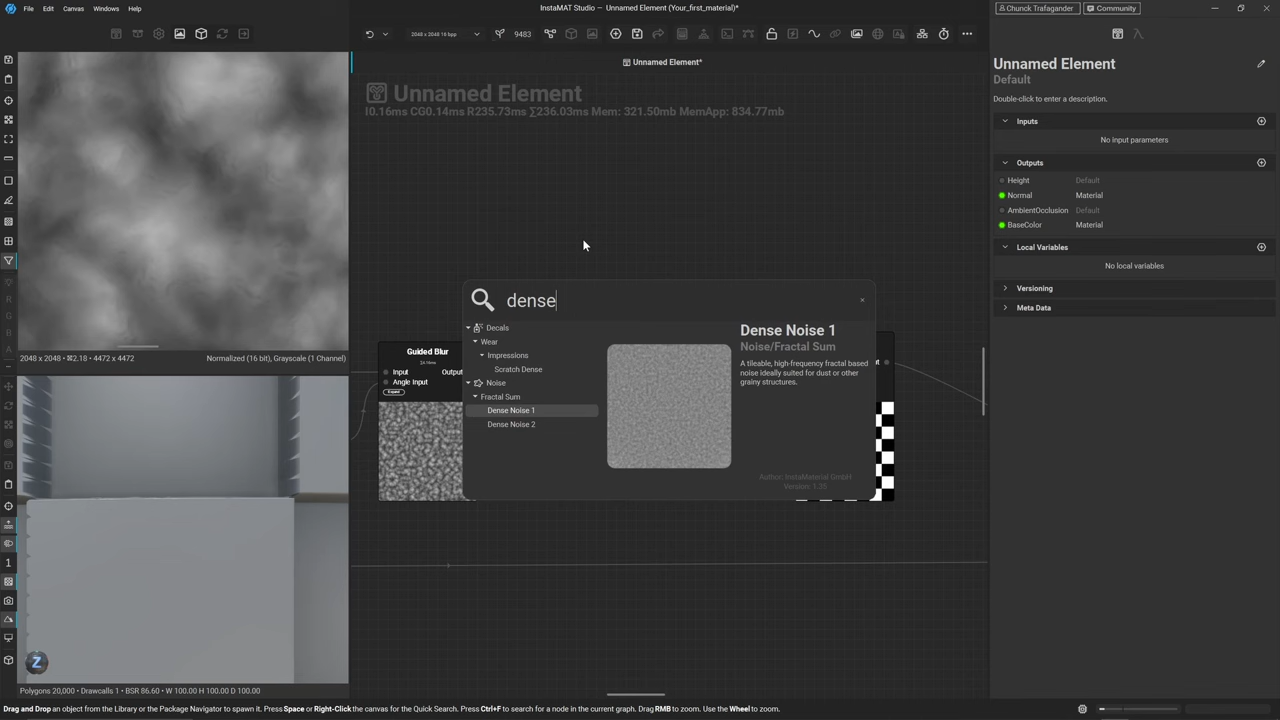 File Edit Canvas Windows Help
InstaMAT Studio – Unnamed Element (Your_first_material)*
Chunck Trafagander
Community
2048 x 2048 16 bpp
9483
Unnamed Element*
Unnamed Element
I0.16ms CG0.14ms R235.73ms ∑236.03ms Mem: 321.50mb MemApp: 834.77mb
R
G
B
A
2048 x 2048 • ⌘2.18 • 4472 x 4472
Normalized (16 bit), Grayscale (1 Channel)
1
Z
Polygons 20,000 • Drawcalls 1 • BSR 86.60 • W 100.00 H 100.00 D 100.00
Guided Blur
Input
Output
Angle Input
Expand
dense
Decals
Wear
Impressions
Scratch Dense
Noise
Fractal Sum
Dense Noise 1
Dense Noise 2
Dense Noise 1
Noise/Fractal Sum
A tileable, high-frequency fractal based
noise ideally suited for dust or other
grainy structures.
Author: InstaMaterial GmbH
Version: 1.35
Unnamed Element
Default
Double-click to enter a description.
Inputs
No input parameters
Outputs
Height Default
Normal Material
AmbientOcclusion Default
BaseColor Material
Local Variables
No local variables
Versioning
Meta Data
Drag and Drop an object from the Library or the Package Navigator to spawn it. Press Space or Right-Click the canvas for the Quick Search. Press Ctrl+F to search for a node in the current graph. Drag RMB to zoom. Use the Wheel to zoom.